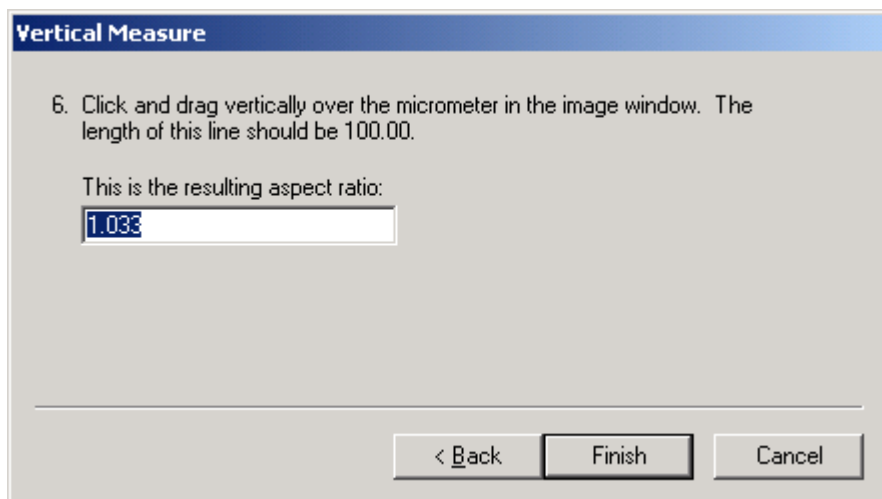 Vertical Measure
6. Click and drag vertically over the micrometer in the image window. The
length of this line should be 100.00.
This is the resulting aspect ratio:
1.033
< Back
Finish
Cancel